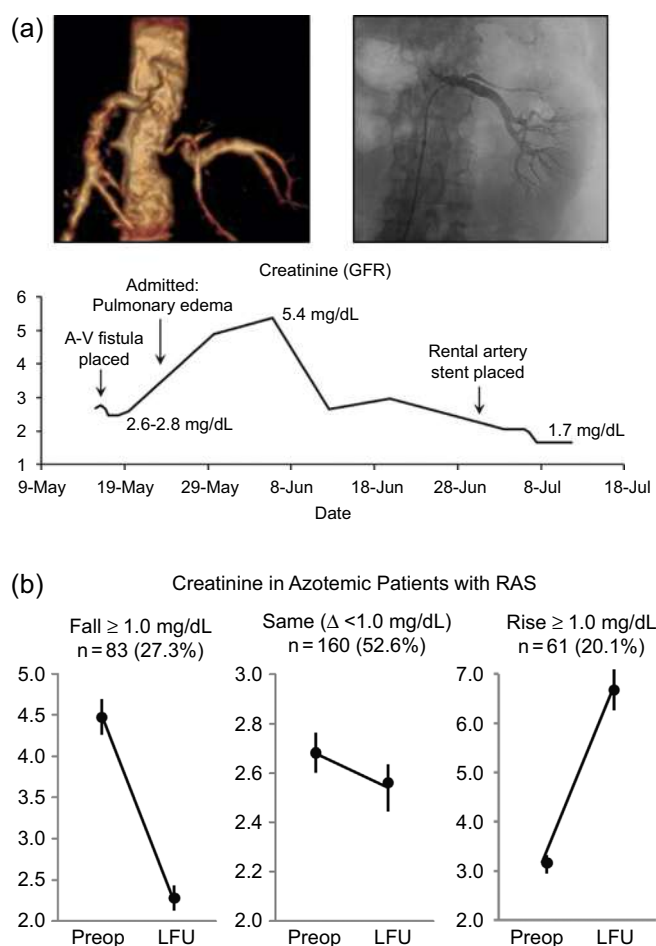 (a)
Creatinine (GFR)
6
5
4
3
2
1
A-V fistula
placed
Admitted:
Pulmonary edema
5.4 mg/dL
2.6-2.8 mg/dL
Rental artery
stent placed
1.7 mg/dL
9-May 19-May 29-May 8-Jun 18-Jun 28-Jun 8-Jul 18-Jul
Date
(b)
Creatinine in Azotemic Patients with RAS
Fall ≥ 1.0 mg/dL
n = 83 (27.3%)
5.0
4.5
4.0
3.5
3.0
2.5
2.0
Preop LFU
Same (Δ <1.0 mg/dL)
n = 160 (52.6%)
3.0
2.8
2.6
2.4
2.2
2.0
Preop LFU
Rise ≥ 1.0 mg/dL
n = 61 (20.1%)
7.0
6.0
5.0
4.0
3.0
2.0
Preop LFU